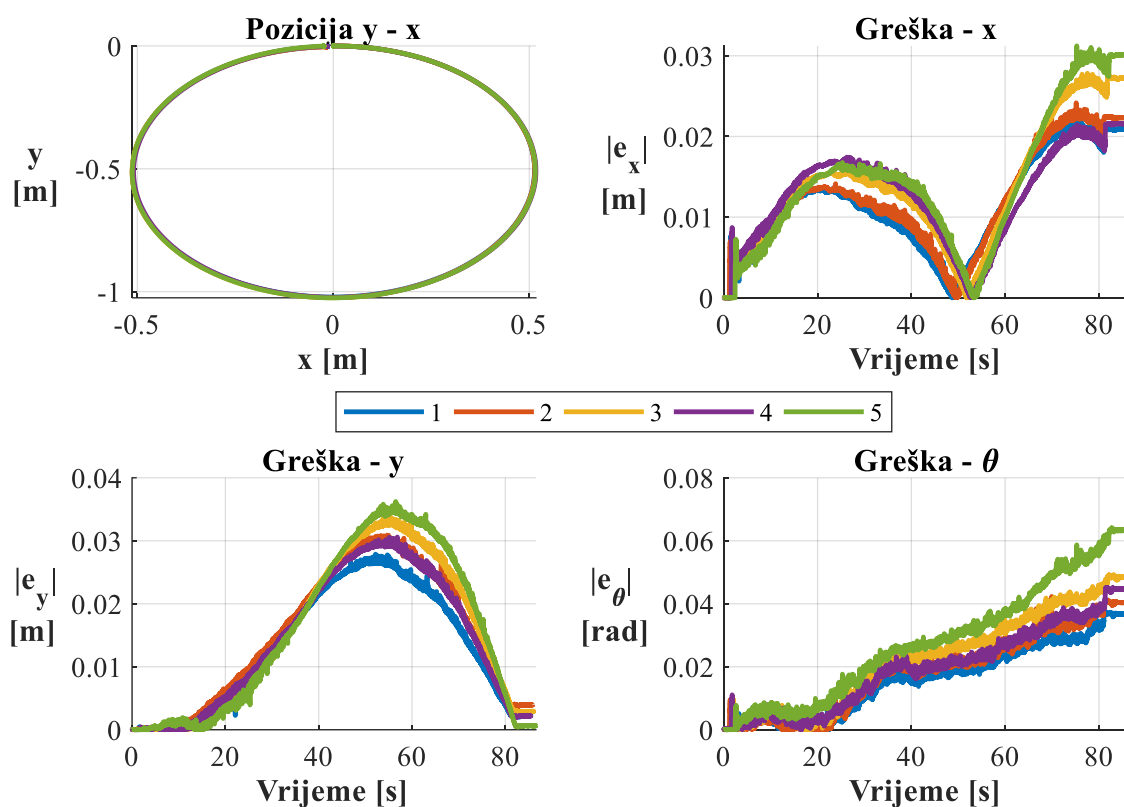 Pozicija y - x
0
y
-0.5
[m]
-1
-0.5
0
0.5
x [m]
Greška - x
0.03
0.02
|e_x|
[m]
0.01
0
0
20
40
60
80
Vrijeme [s]
1
2
3
4
5
Greška - y
0.04
0.03
|e_y|
0.02
[m]
0.01
0
0
20
40
60
80
Vrijeme [s]
Greška - θ
0.08
0.06
|e_θ|
0.04
[rad]
0.02
0
0
20
40
60
80
Vrijeme [s]